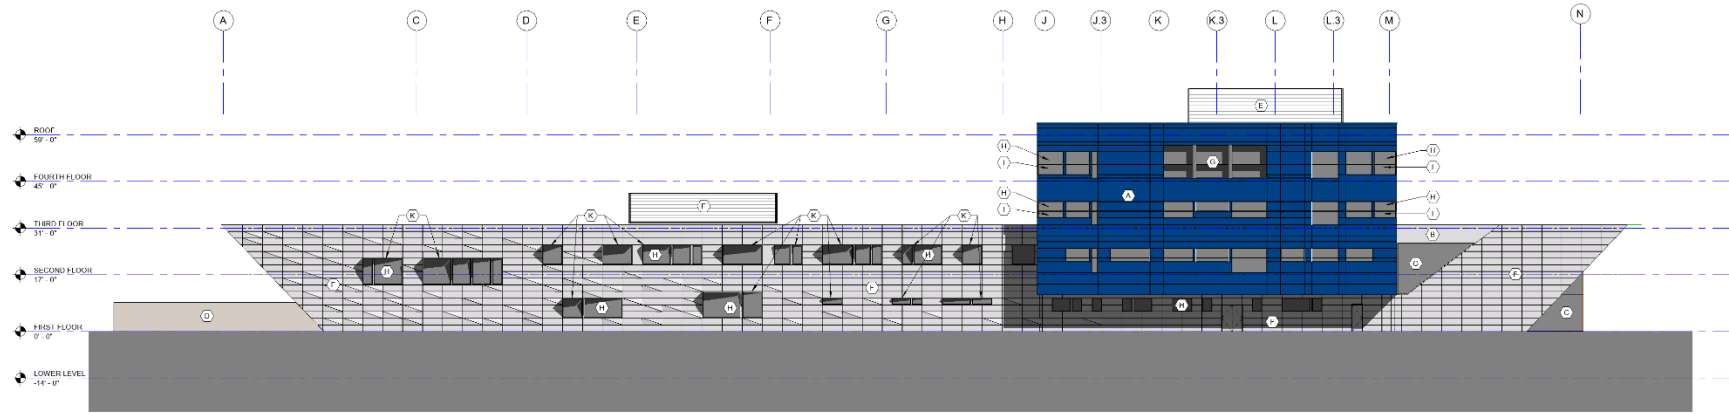 A C D E F G H J J.3 K K.3 L L.3 M N
E
ROOF
59' - 0"
H G H
I I
FOURTH FLOOR
45' - 0"
A
H H
I I
K K K K
THIRD FLOOR
31' - 0"
B
H H H G
SECOND FLOOR
17' - 0"
F
H H H
D
F
C
FIRST FLOOR
0' - 0"
LOWER LEVEL
-14' - 0"